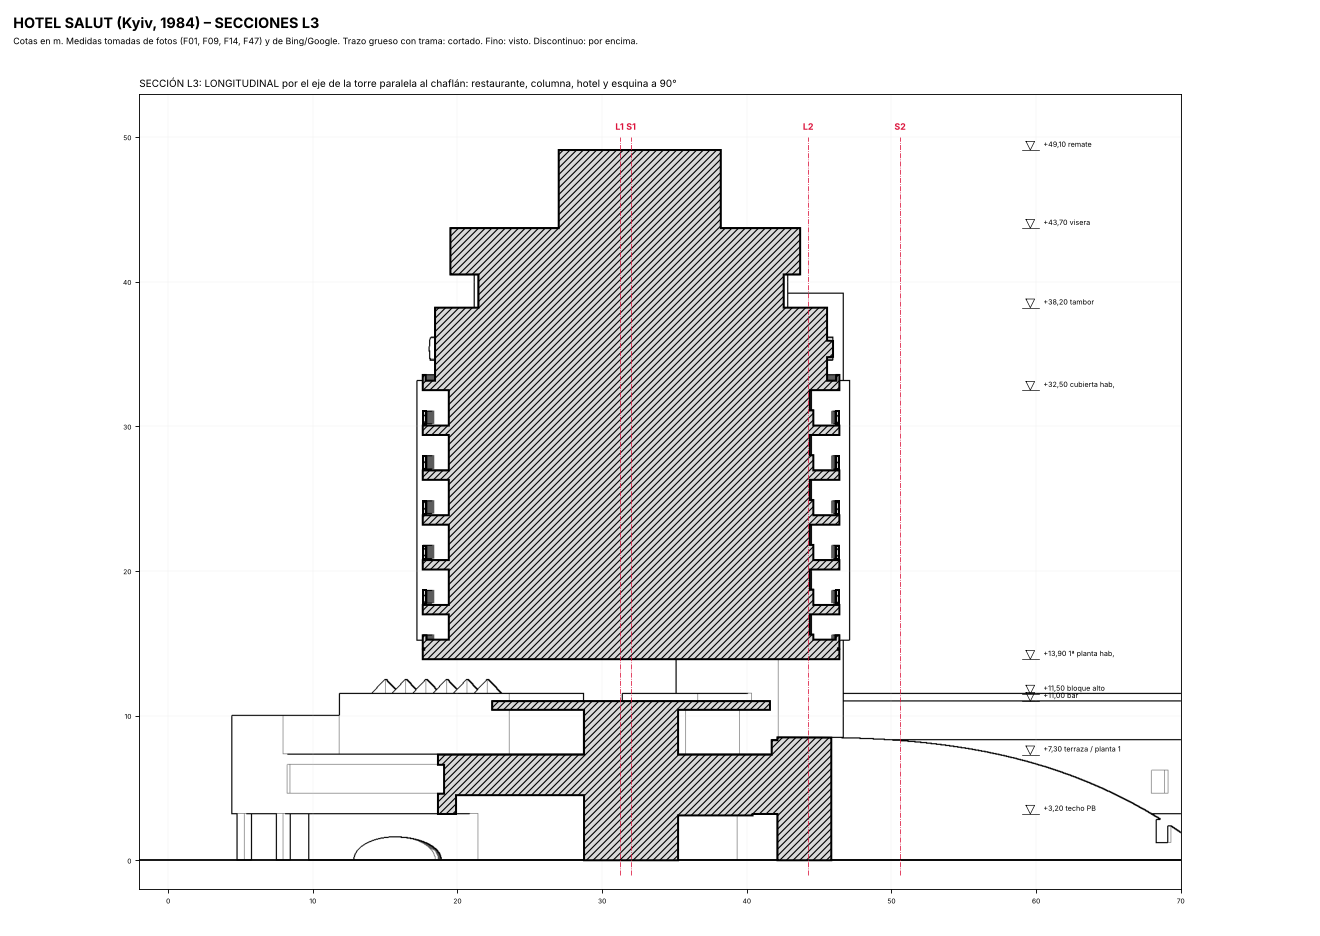 HOTEL SALUT (Kyiv, 1984) – SECCIONES L3
Cotas en m. Medidas tomadas de fotos (F01, F09, F14, F47) y de Bing/Google. Trazo grueso con trama: cortado. Fino: visto. Discontinuo: por encima.
SECCIÓN L3: LONGITUDINAL por el eje de la torre paralela al chaflán: restaurante, columna, hotel y esquina a 90°
L1 S1 L2 S2
50
+49,10 remate
+43,70 visera
40
+38,20 tambor
+32,50 cubierta hab,
30
20
+13,90 1ª planta hab,
+11,50 bloque alto
+11,00 bar
10
+7,30 terraza / planta 1
+3,20 techo PB
0
0 10 20 30 40 50 60 70